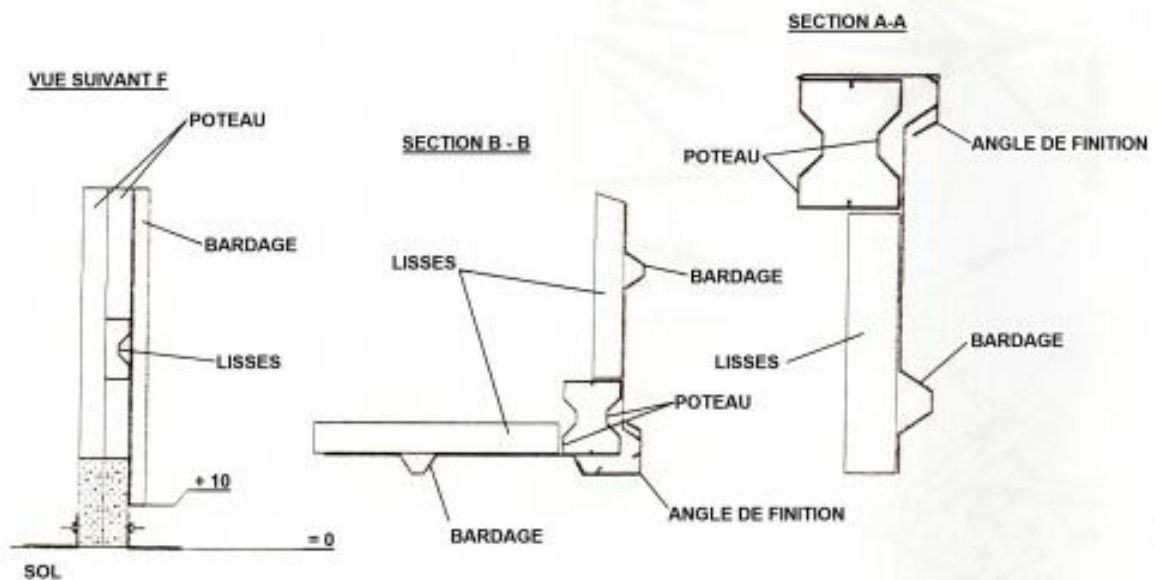 SECTION A-A
VUE SUIVANT F
POTEAU
SECTION B - B
ANGLE DE FINITION
POTEAU
BARDAGE
LISSES
BARDAGE
BARDAGE
LISSES
LISSES
POTEAU
+ 10
ANGLE DE FINITION
BARDAGE
= 0
SOL